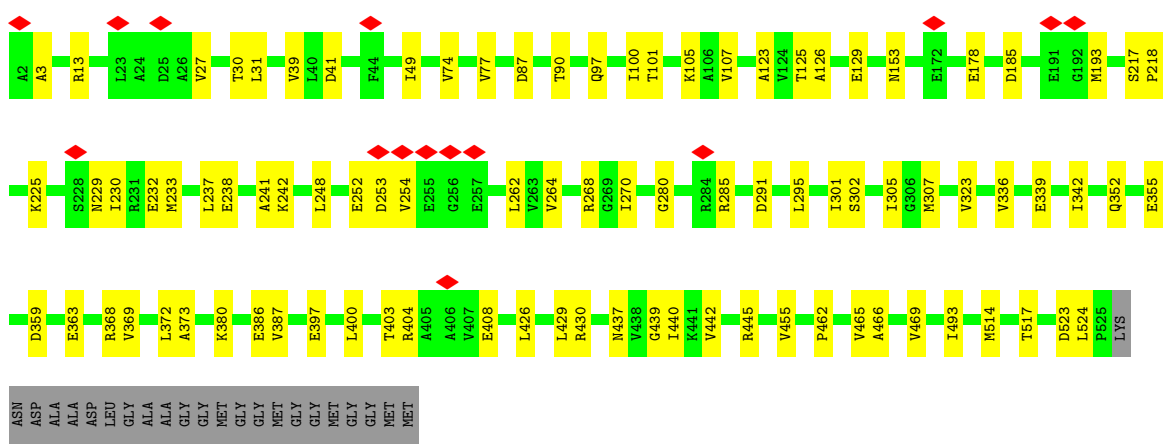 A2 A3 R13 L23 A24 D25 A26 V27 T30 L31 V39 L40 D41 F44 I49 V74 V77 D87 T90 Q97 I100 T101 K105 A106 V107 A123 V124 T125 A126 E129 N153 E172 E178 D185 E191 G192 M193 S217 P218
K225 S228 N229 I230 R231 E232 M233 L237 E238 A241 K242 L248 E252 D253 V254 E255 G256 E257 L262 V263 V264 R268 G269 I270 G280 R284 R285 D291 L295 I301 S302 I305 G306 M307 V323 V336 E339 I342 Q352 E355
D359 E363 R368 V369 L372 A373 K380 E386 V387 E397 L400 T403 R404 A405 A406 V407 E408 L426 L429 R430 N437 V438 G439 I440 K441 V442 R445 V455 P462 V465 A466 V469 I493 M514 T517 D523 L524 P525 LYS
ASN ASP ALA ALA ASP LEU GLY ALA ALA GLY GLY MET GLY GLY MET GLY GLY MET GLY GLY MET MET